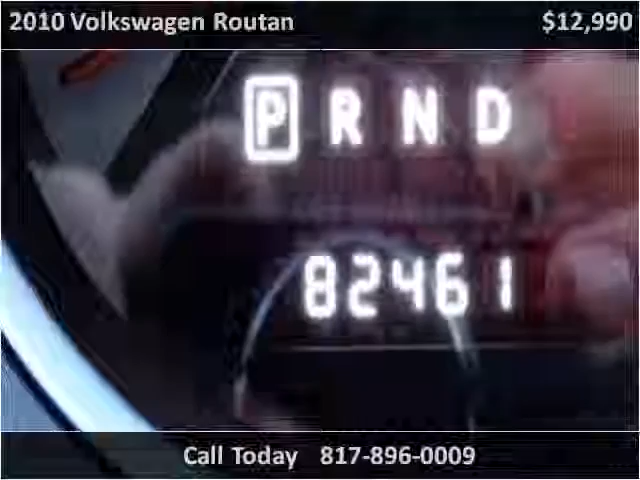 2010 Volkswagen Routan $12,990
P R N D
82461
Call Today 817-896-0009